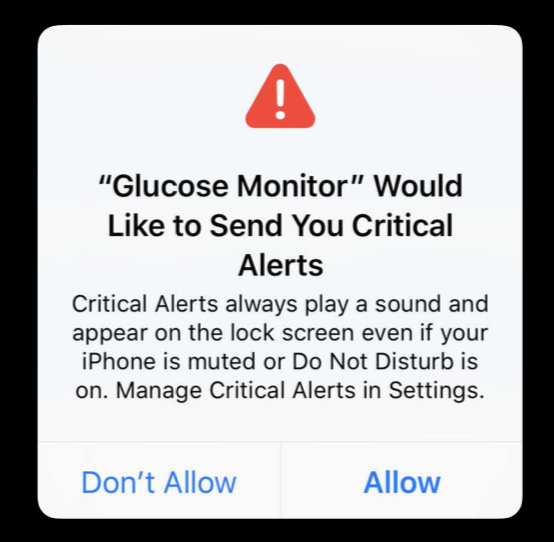 “Glucose Monitor” Would
Like to Send You Critical
Alerts
Critical Alerts always play a sound and
appear on the lock screen even if your
iPhone is muted or Do Not Disturb is
on. Manage Critical Alerts in Settings.
Don’t Allow
Allow